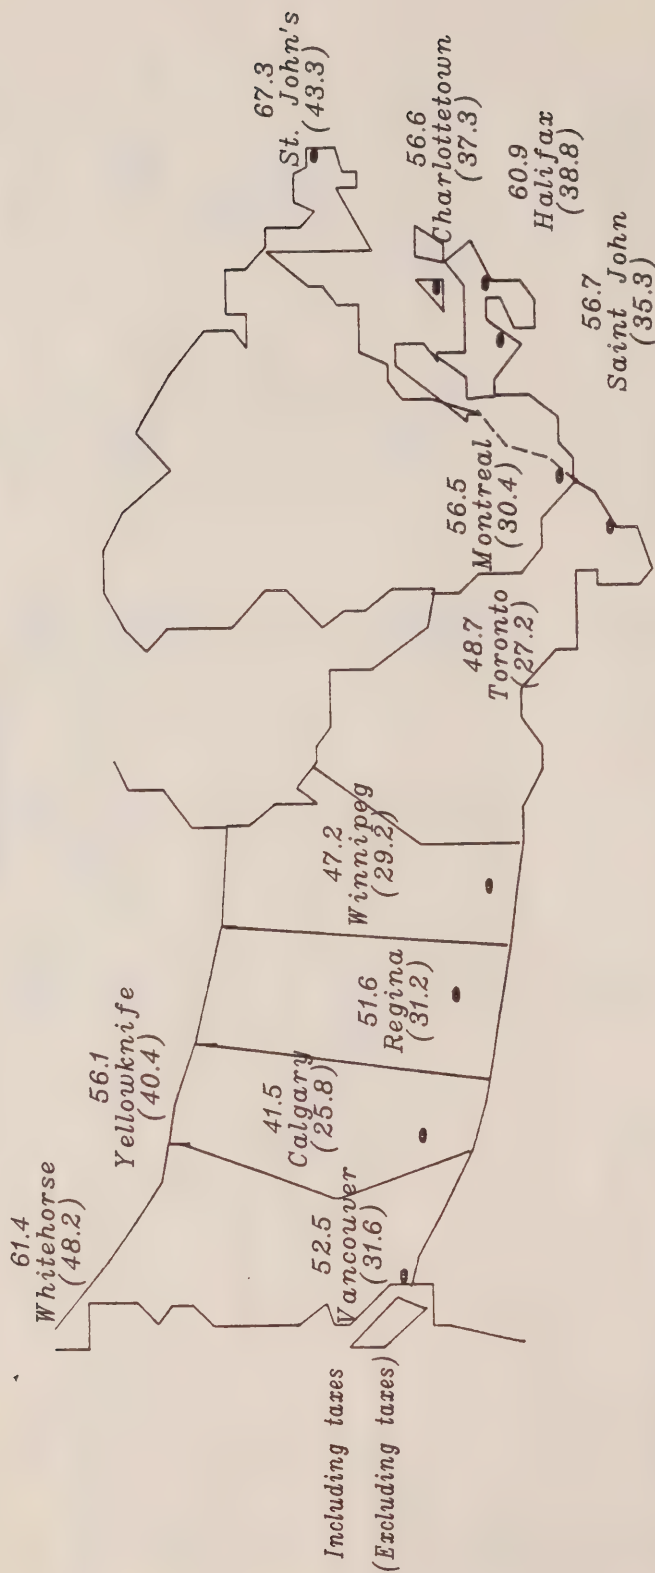 61.4
Whitehorse
(48.2)
56.1
Yellowknife
(40.4)
52.5
Vancouver
(31.6)
41.5
Calgary
(25.8)
51.6
Regina
(31.2)
47.2
Winnipeg
(29.2)
48.7
Toronto
(27.2)
56.5
Montreal
(30.4)
67.3
St. John's
(43.3)
56.6
Charlottetown
(37.3)
60.9
Halifax
(38.8)
56.7
Saint John
(35.3)
Including taxes
(Excluding taxes)